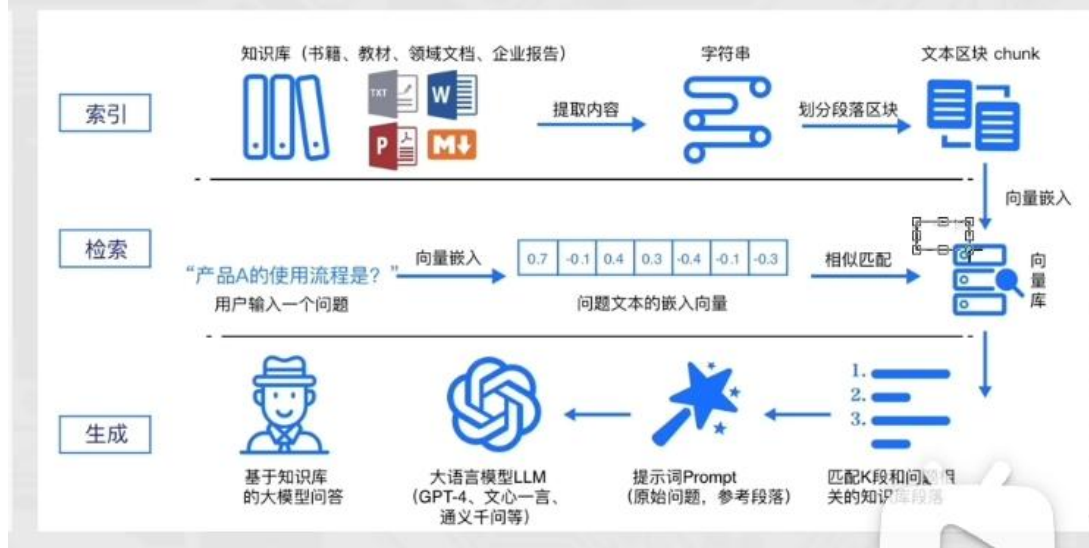 知识库（书籍、教材、领域文档、企业报告）
字符串
文本区块 chunk
索引
TXT
W
提取内容
划分段落区块
P
M
向量嵌入
检索
“产品A的使用流程是？”
向量嵌入
0.7 -0.1 0.4 0.3 -0.4 -0.1 -0.3
相似匹配
向
量
库
用户输入一个问题
问题文本的嵌入向量
1.
2.
3.
生成
基于知识库
的大模型问答
大语言模型LLM
（GPT-4、文心一言、
通义千问等）
提示词Prompt
（原始问题，参考段落）
匹配K段和问题相
关的知识库段落